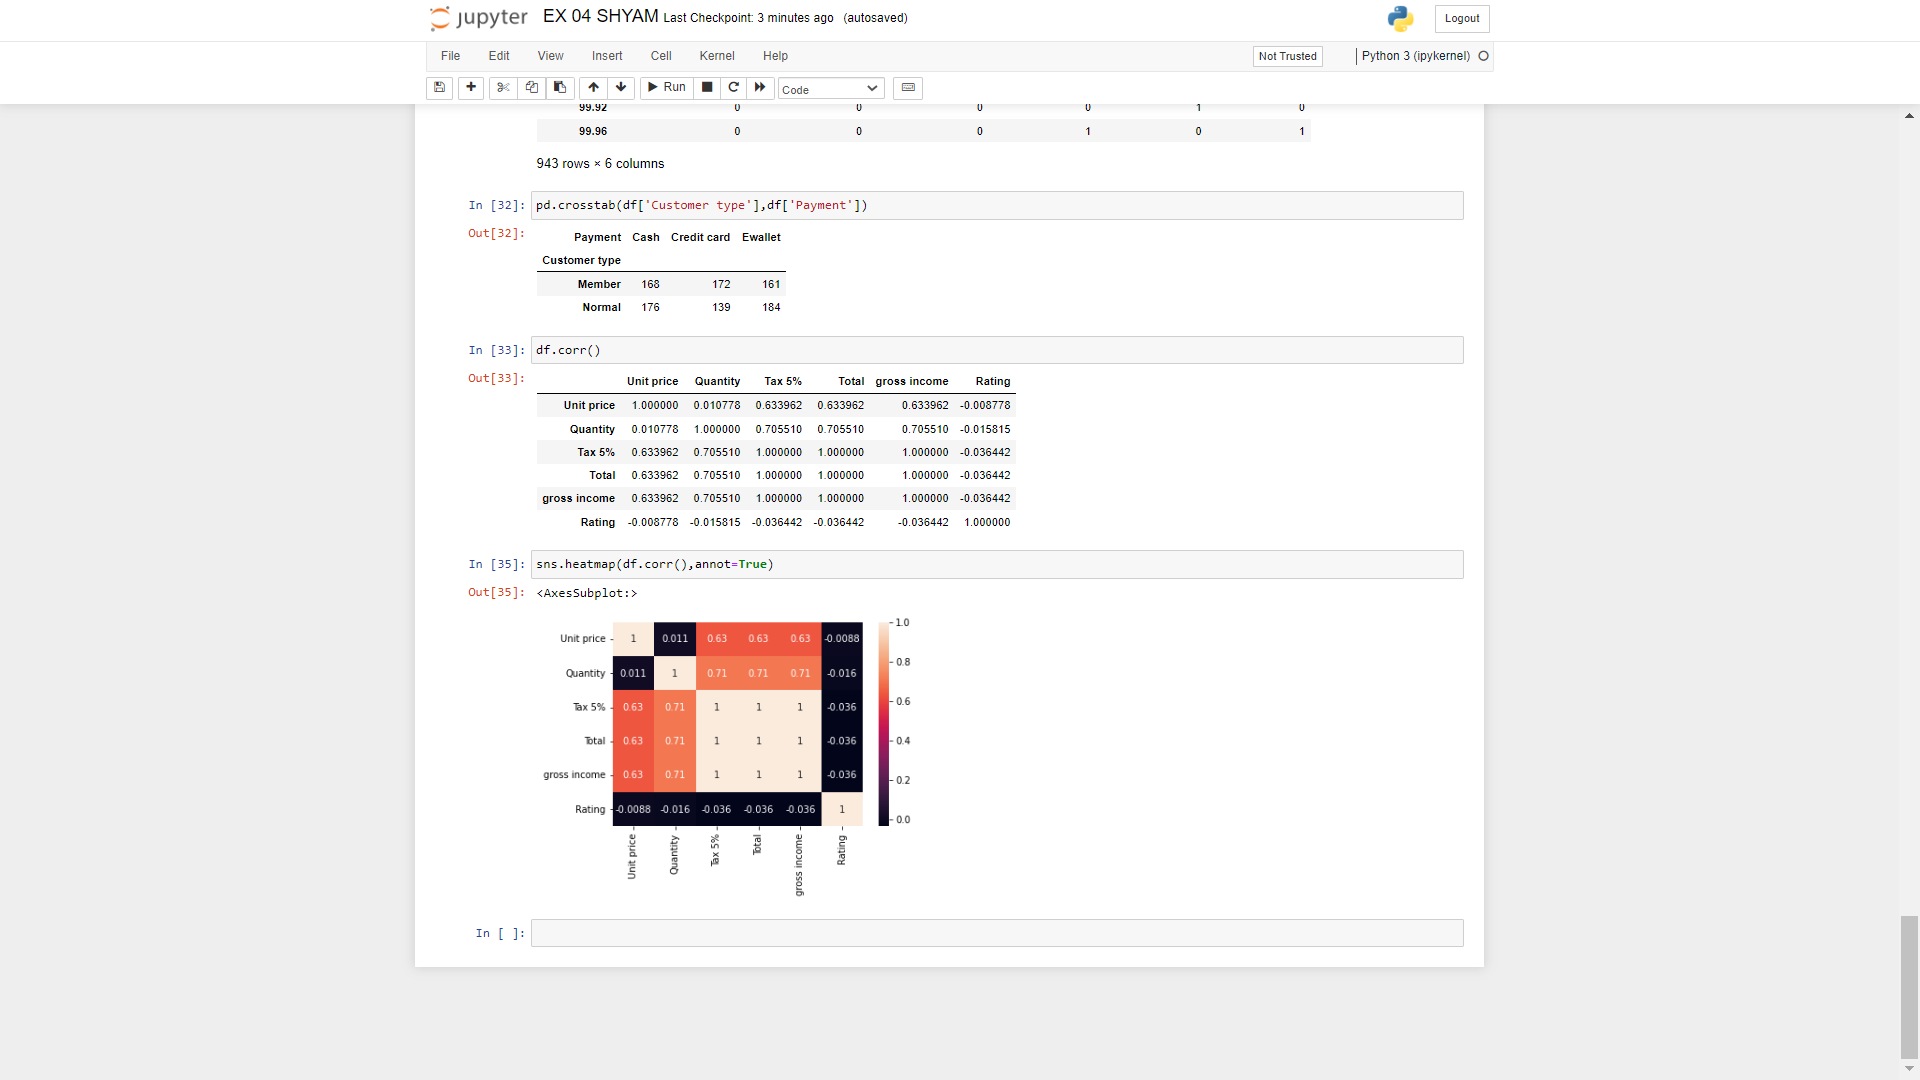 jupyter EX 04 SHYAM Last Checkpoint: 3 minutes ago (autosaved) Logout
File Edit View Insert Cell Kernel Help Not Trusted Python 3 (ipykernel)
Run Code
99.92 0 0 0 0 1 0
99.96 0 0 0 1 0 1
943 rows × 6 columns
In [32]: pd.crosstab(df['Customer type'],df['Payment'])
Out[32]:
Payment Cash Credit card Ewallet
Customer type
Member 168 172 161
Normal 176 139 184
In [33]: df.corr()
Out[33]:
Unit price Quantity Tax 5% Total gross income Rating
Unit price 1.000000 0.010778 0.633962 0.633962 0.633962 -0.008778
Quantity 0.010778 1.000000 0.705510 0.705510 0.705510 -0.015815
Tax 5% 0.633962 0.705510 1.000000 1.000000 1.000000 -0.036442
Total 0.633962 0.705510 1.000000 1.000000 1.000000 -0.036442
gross income 0.633962 0.705510 1.000000 1.000000 1.000000 -0.036442
Rating -0.008778 -0.015815 -0.036442 -0.036442 -0.036442 1.000000
In [35]: sns.heatmap(df.corr(),annot=True)
Out[35]: <AxesSubplot:>
Unit price 1 0.011 0.63 0.63 0.63 -0.0088
Quantity 0.011 1 0.71 0.71 0.71 -0.016
Tax 5% 0.63 0.71 1 1 1 -0.036
Total 0.63 0.71 1 1 1 -0.036
gross income 0.63 0.71 1 1 1 -0.036
Rating -0.0088 -0.016 -0.036 -0.036 -0.036 1
Unit price Quantity Tax 5% Total gross income Rating
1.0
0.8
0.6
0.4
0.2
0.0
In [ ]: